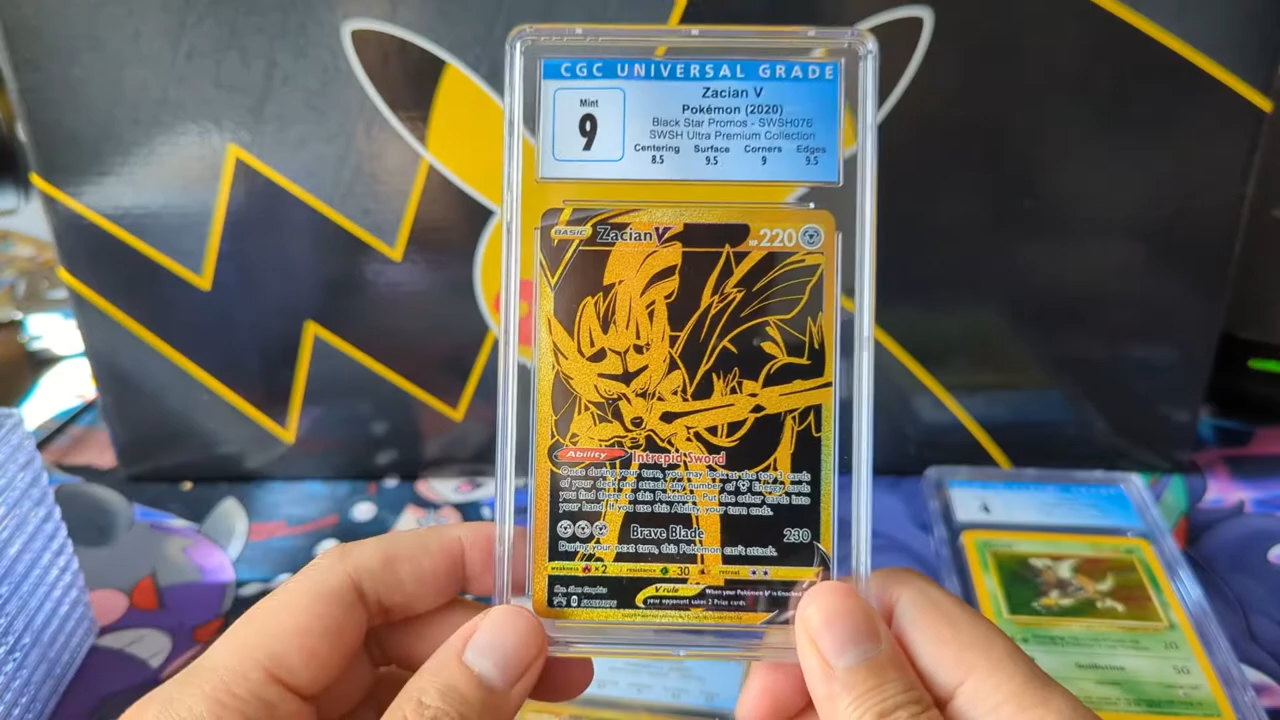 CGC UNIVERSAL GRADE
Mint
9
Zacian V
Pokémon (2020)
Black Star Promos - SWSH076
SWSH Ultra Premium Collection
Centering Surface Corners Edges
8.5 9.5 9 9.5
BASIC Zacian V HP 220
Ability Intrepid Sword
Once during your turn, you may look at the top 3 cards
of your deck and attach any number of Energy cards
you find there to this Pokémon. Put the other cards into
your hand. If you use this Ability, your turn ends.
Brave Blade 230
During your next turn, this Pokémon can't attack.
weakness ×2 resistance -30 retreat
V rule When your Pokémon V is Knocked
your opponent takes 2 Prize cards
SWSH076
4
20
Guillotine 50